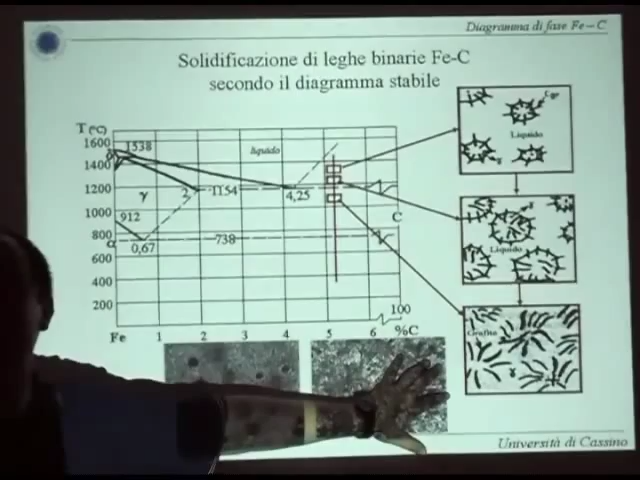 Diagramma di fase Fe-C
Solidificazione di leghe binarie Fe-C
secondo il diagramma stabile
T (°C)
1600
1538
liquido
1400
γ
1200
2
1154
4,25
1000
912
C
800
α
0,67
738
600
400
200
100
Fe
1
2
3
4
5
6
%C
Cgr
Liquido
γ
Liquido
Grafite
γ
Università di Cassino